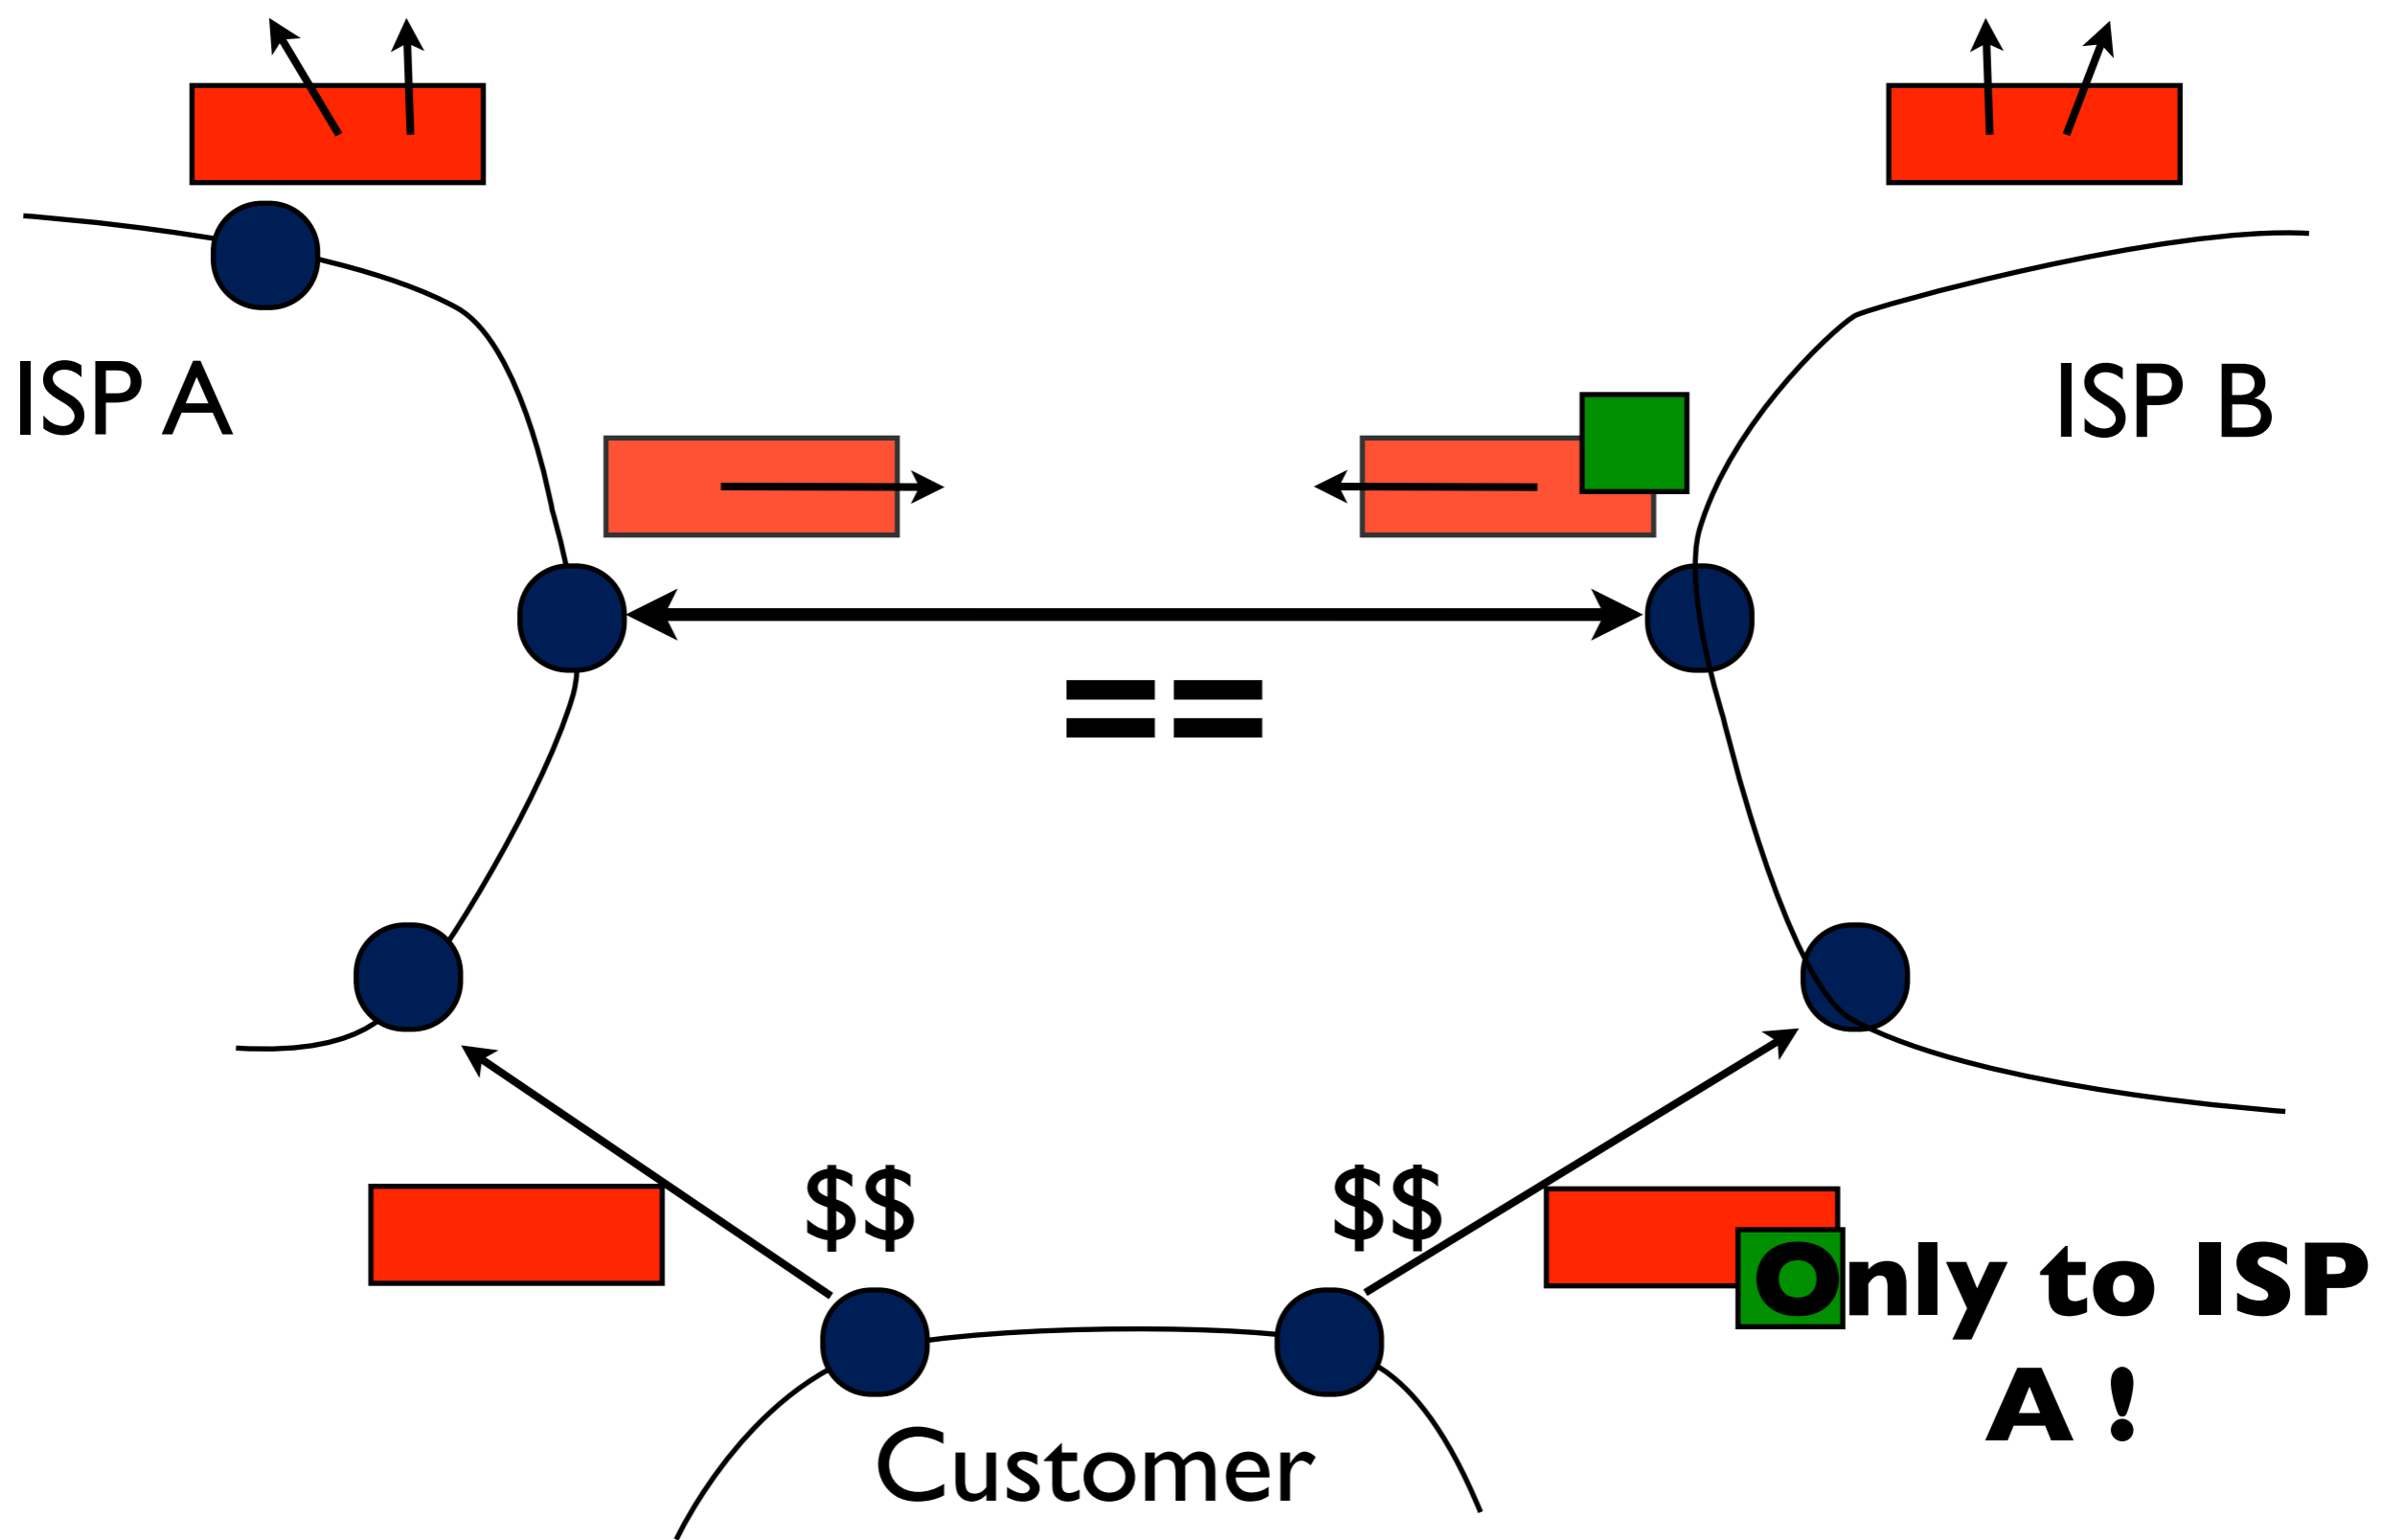 ISP A
ISP B
==
$$
$$
Only to ISP
A !
Customer